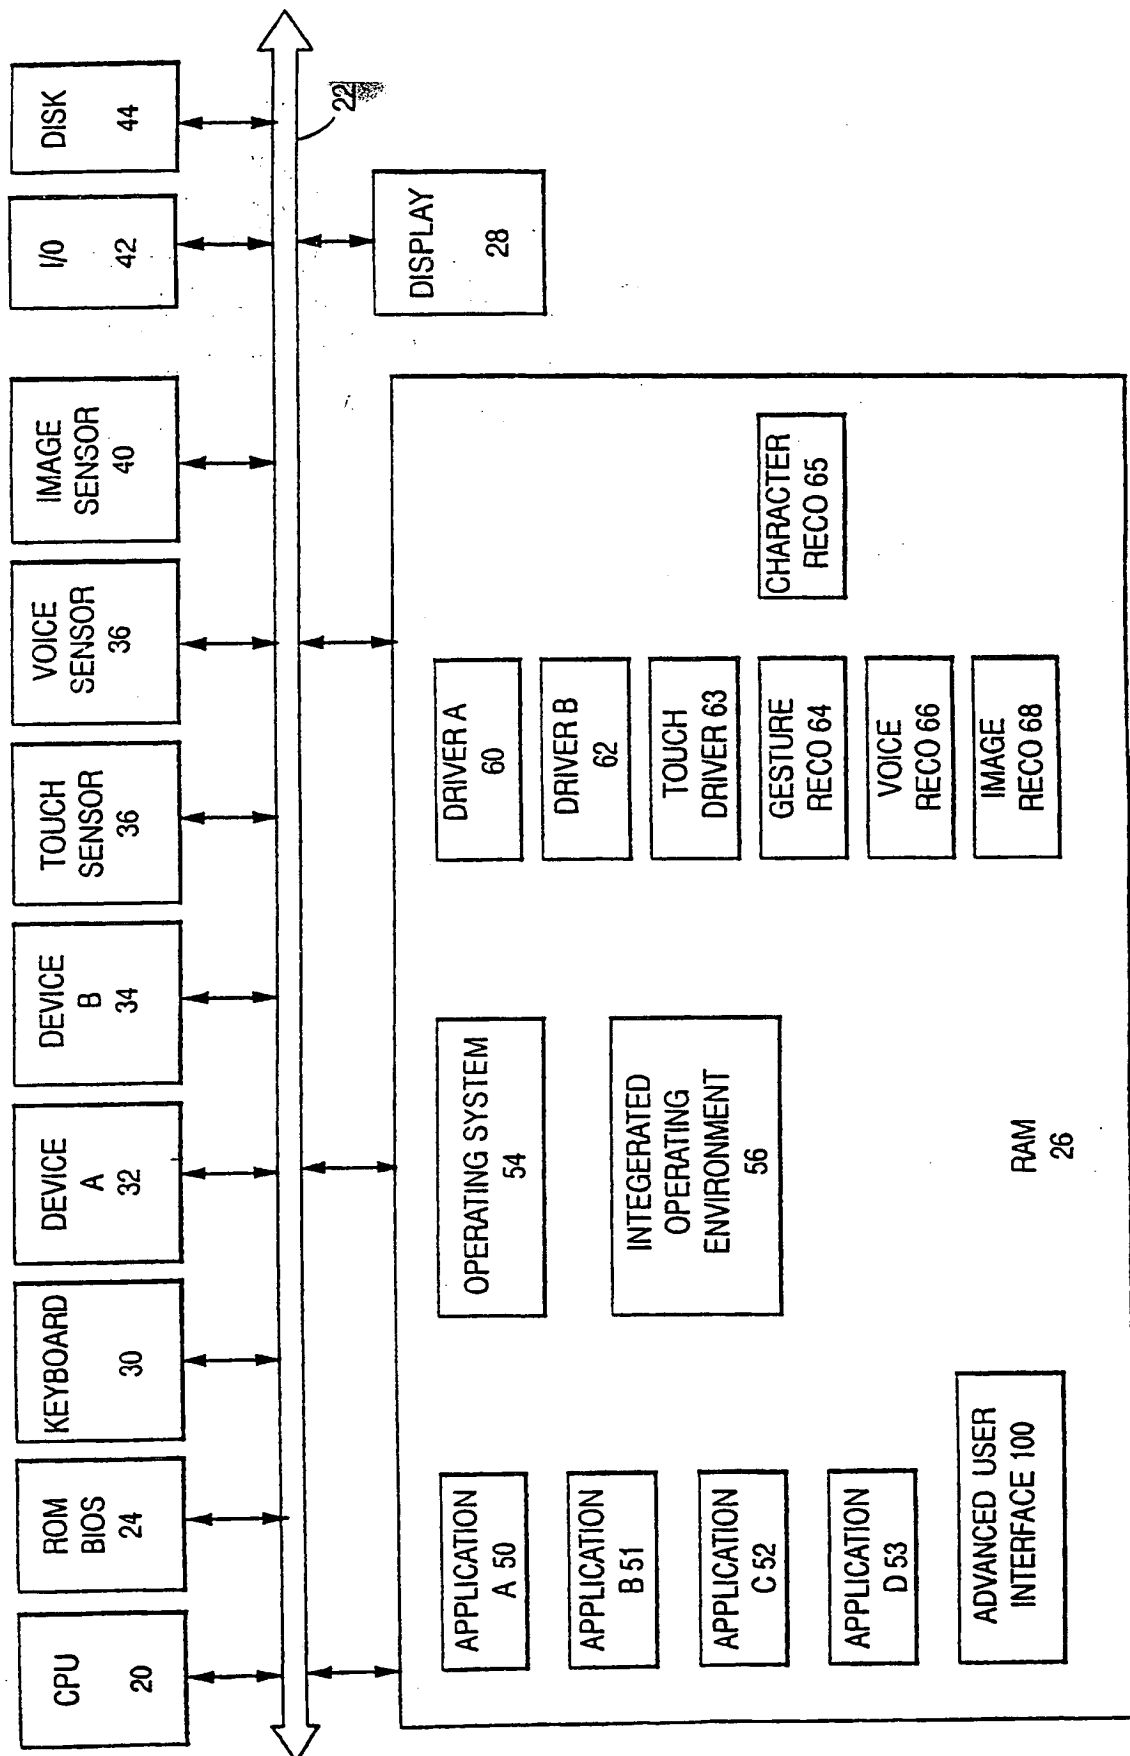 CPU
20
ROM
BIOS
24
KEYBOARD
30
DEVICE
A
32
DEVICE
B
34
TOUCH
SENSOR
36
VOICE
SENSOR
36
IMAGE
SENSOR
40
I/O
42
DISK
44
22
DISPLAY
28
APPLICATION
A 50
APPLICATION
B 51
APPLICATION
C 52
APPLICATION
D 53
ADVANCED USER
INTERFACE 100
OPERATING SYSTEM
54
INTEGERATED
OPERATING
ENVIRONMENT
56
RAM
26
DRIVER A
60
DRIVER B
62
TOUCH
DRIVER 63
GESTURE
RECO 64
VOICE
RECO 66
IMAGE
RECO 68
CHARACTER
RECO 65